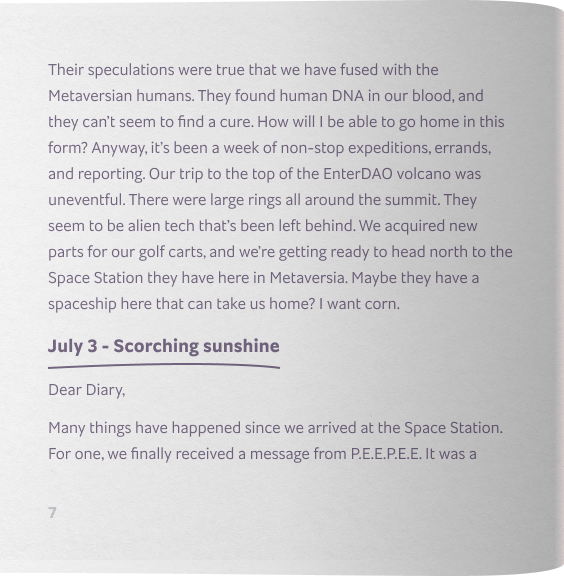 Their speculations were true that we have fused with the
Metaversian humans. They found human DNA in our blood, and
they can't seem to find a cure. How will I be able to go home in this
form? Anyway, it's been a week of non-stop expeditions, errands,
and reporting. Our trip to the top of the EnterDAO volcano was
uneventful. There were large rings all around the summit. They
seem to be alien tech that's been left behind. We acquired new
parts for our golf carts, and we're getting ready to head north to the
Space Station they have here in Metaversia. Maybe they have a
spaceship here that can take us home? I want corn.
July 3 - Scorching sunshine
Dear Diary,
Many things have happened since we arrived at the Space Station.
For one, we finally received a message from P.E.E.P.E.E. It was a
7